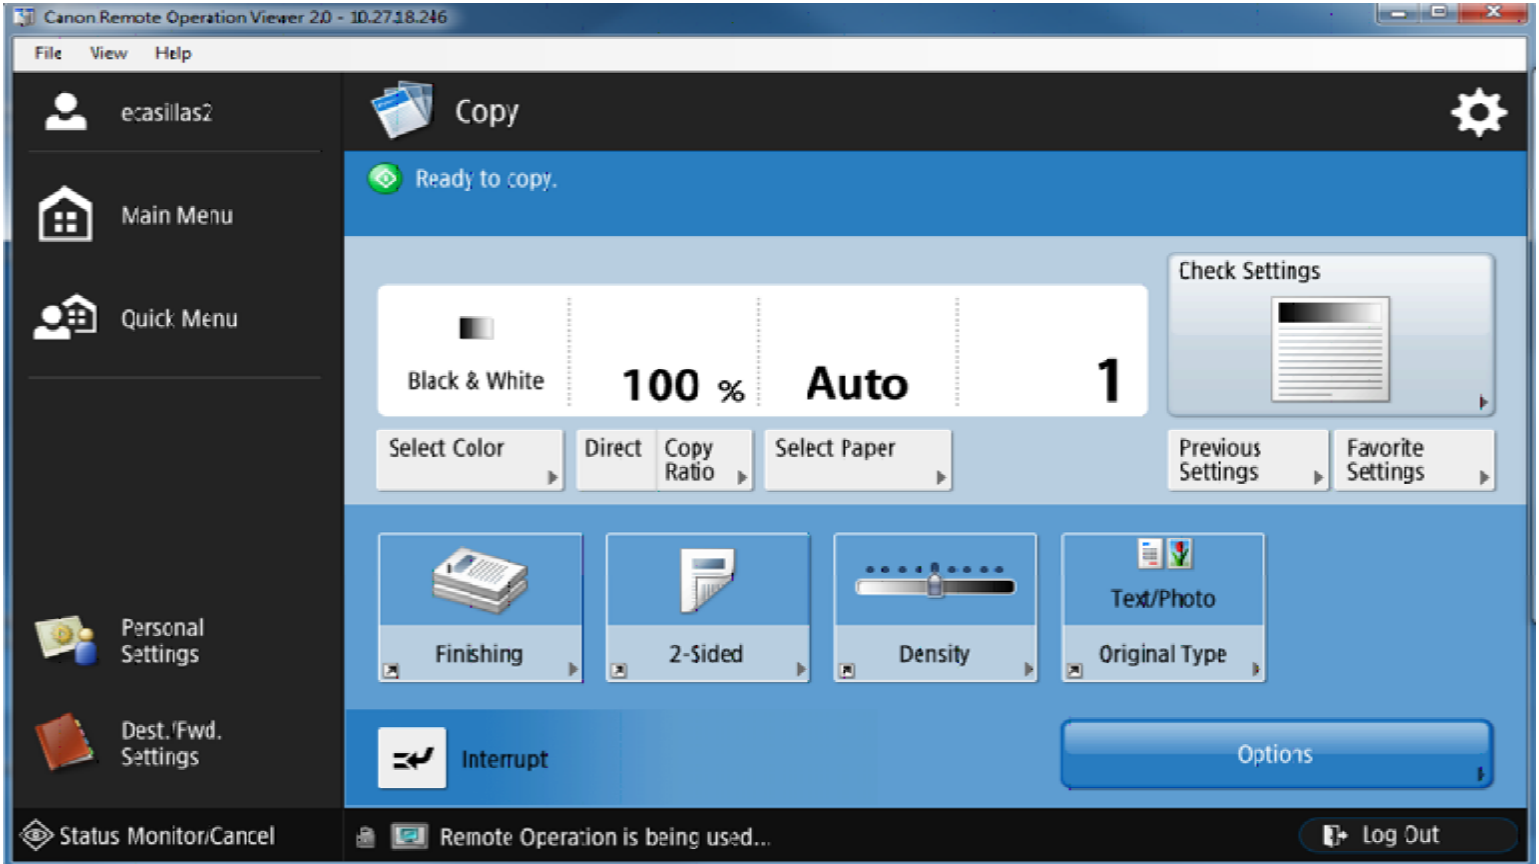 Canon Remote Operation Viewer 2.0 - 10.27.18.246
File View Help
ecasillas2
Copy
Ready to copy.
Main Menu
Quick Menu
Check Settings
Black & White
100 %
Auto
1
Select Color
Direct
Copy
Ratio
Select Paper
Previous
Settings
Favorite
Settings
Finishing
2-Sided
Density
Text/Photo
Original Type
Personal
Settings
Dest./Fwd.
Settings
Interrupt
Options
Status Monitor/Cancel
Remote Operation is being used...
Log Out